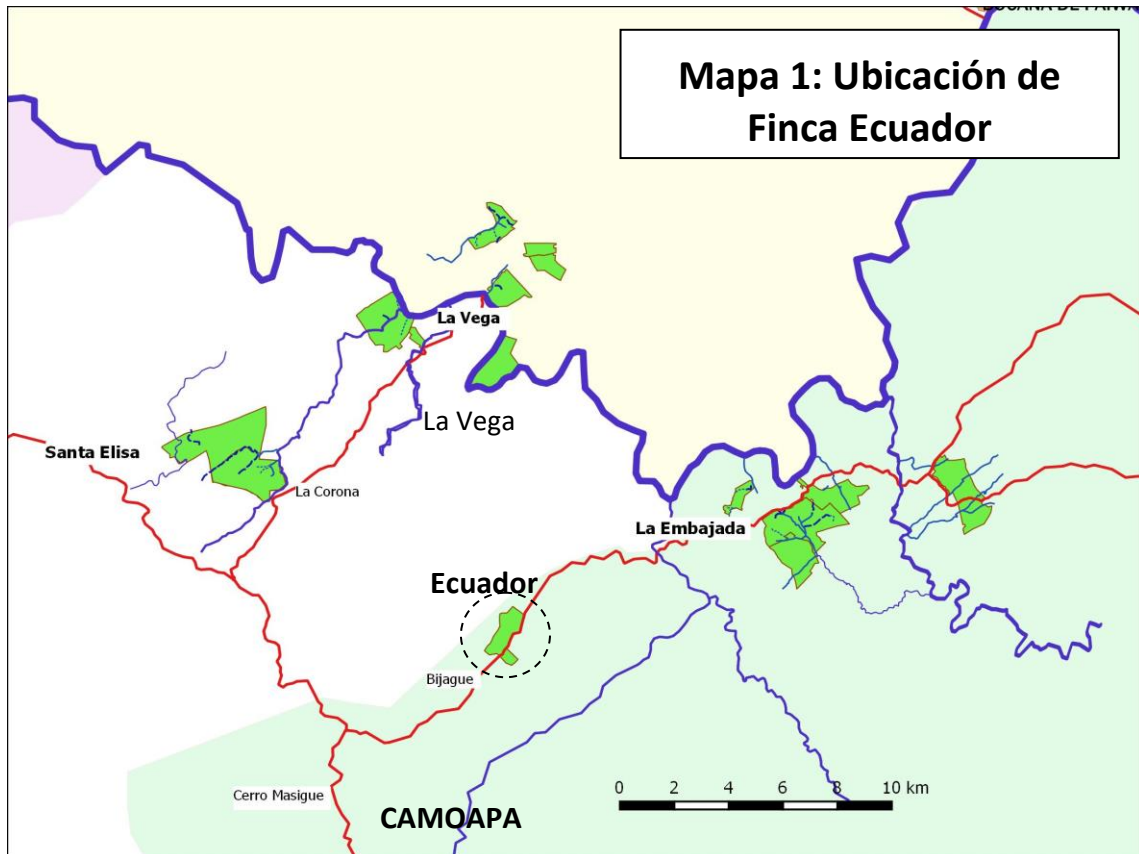 Mapa 1: Ubicación de
Finca Ecuador
La Vega
La Vega
Santa Elisa
La Corona
La Embajada
Ecuador
Bijague
0 2 4 6 8 10 km
Cerro Masigue
CAMOAPA